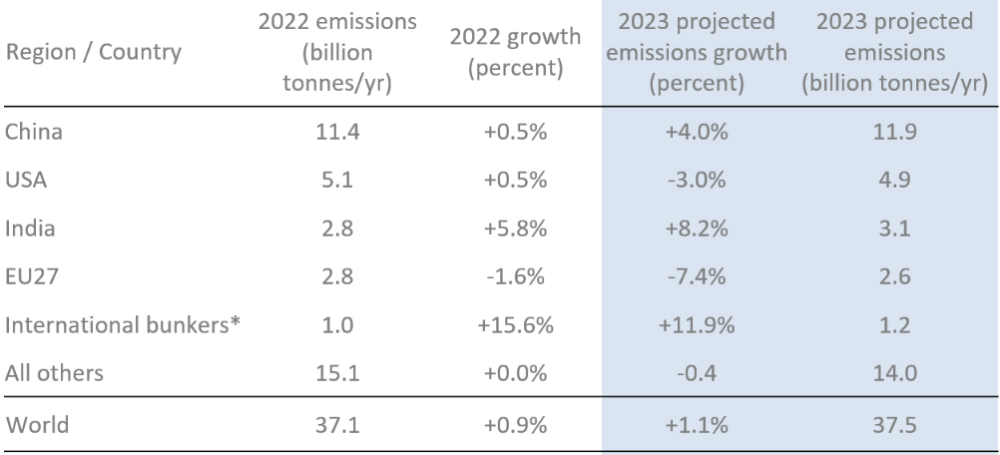 Region / Country 2022 emissions (billion tonnes/yr) 2022 growth (percent) 2023 projected emissions growth (percent) 2023 projected emissions (billion tonnes/yr)
China 11.4 +0.5% +4.0% 11.9
USA 5.1 +0.5% -3.0% 4.9
India 2.8 +5.8% +8.2% 3.1
EU27 2.8 -1.6% -7.4% 2.6
International bunkers* 1.0 +15.6% +11.9% 1.2
All others 15.1 +0.0% -0.4 14.0
World 37.1 +0.9% +1.1% 37.5